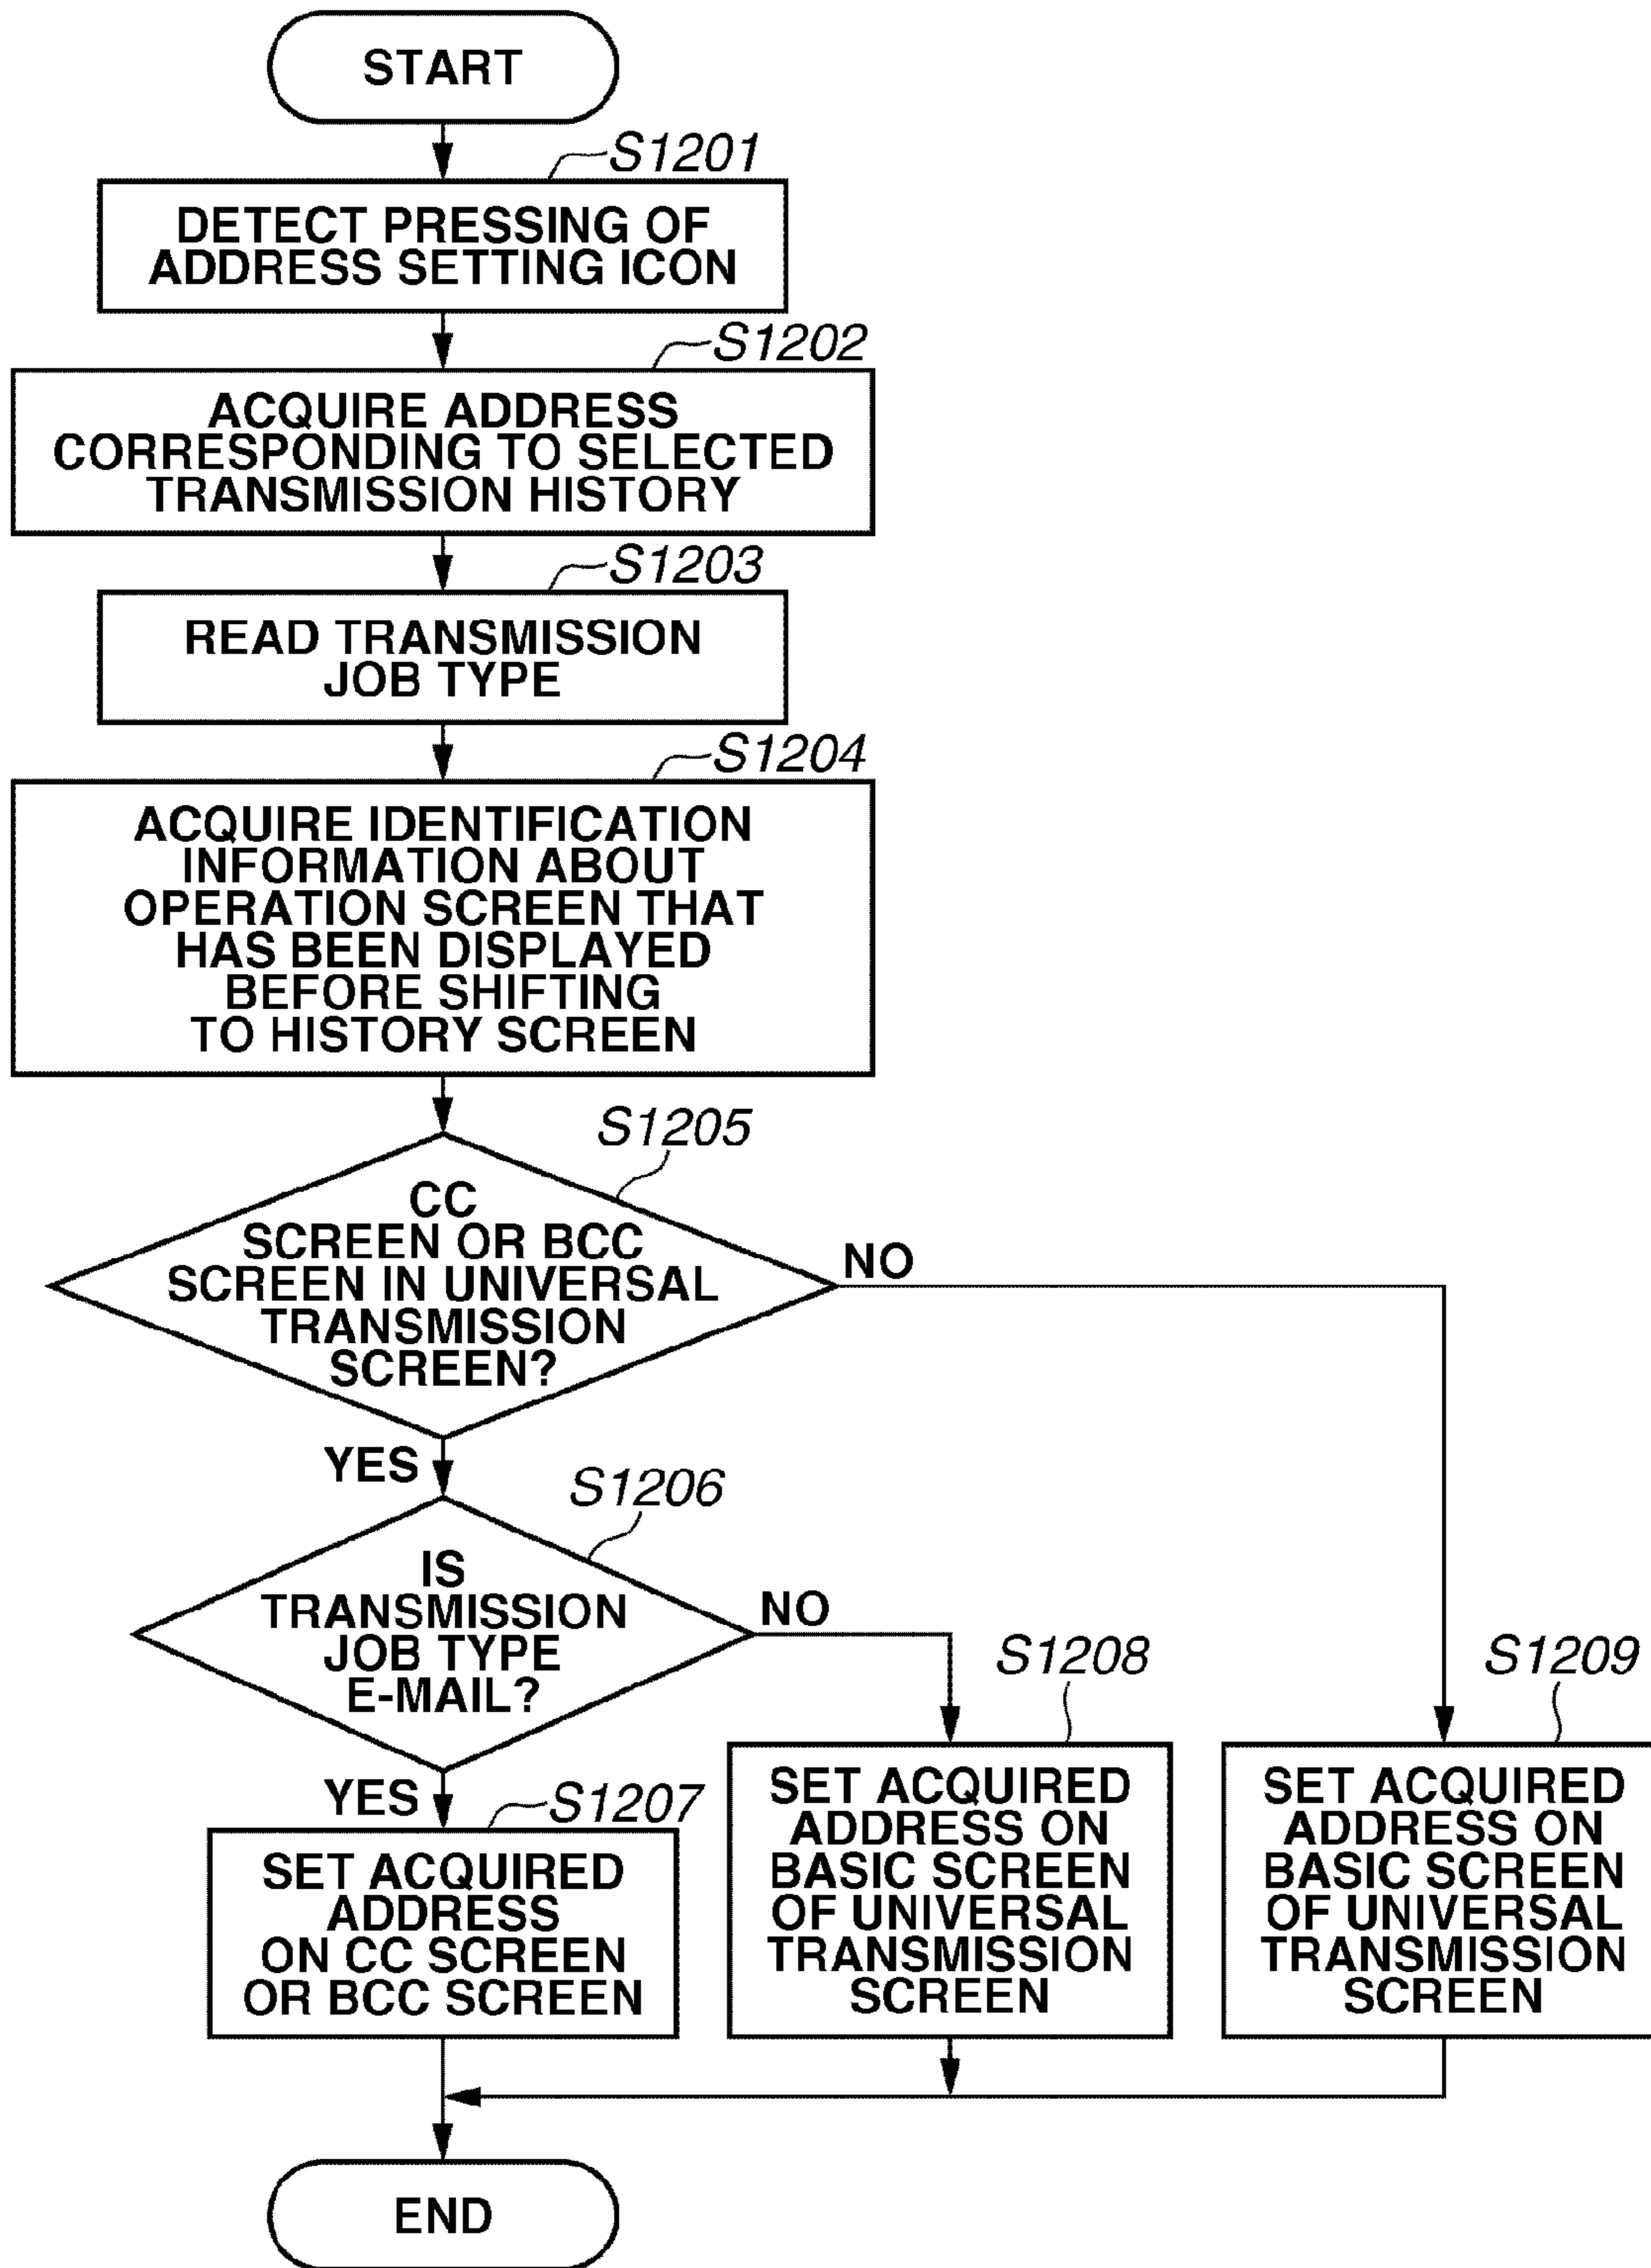 START
S1201
DETECT PRESSING OF
ADDRESS SETTING ICON
S1202
ACQUIRE ADDRESS
CORRESPONDING TO SELECTED
TRANSMISSION HISTORY
S1203
READ TRANSMISSION
JOB TYPE
S1204
ACQUIRE IDENTIFICATION
INFORMATION ABOUT
OPERATION SCREEN THAT
HAS BEEN DISPLAYED
BEFORE SHIFTING
TO HISTORY SCREEN
S1205
CC
SCREEN OR BCC
SCREEN IN UNIVERSAL
TRANSMISSION
SCREEN?
NO
YES
S1206
IS
TRANSMISSION
JOB TYPE
E-MAIL?
NO
YES
S1207
SET ACQUIRED
ADDRESS
ON CC SCREEN
OR BCC SCREEN
S1208
SET ACQUIRED
ADDRESS ON
BASIC SCREEN
OF UNIVERSAL
TRANSMISSION
SCREEN
S1209
SET ACQUIRED
ADDRESS ON
BASIC SCREEN
OF UNIVERSAL
TRANSMISSION
SCREEN
END